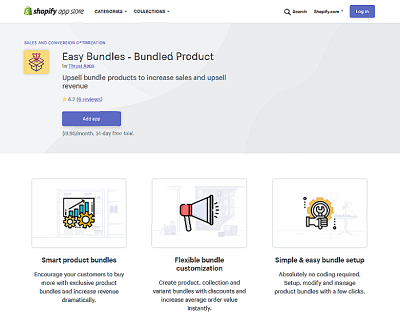 shopify app store CATEGORIES COLLECTIONS Search Shopify.com Log in
SALES AND CONVERSION OPTIMIZATION
Easy Bundles - Bundled Product
by Thrust Apps
Upsell bundle products to increase sales and upsell
revenue
4.2 (6 reviews)
Add app
/month, 14-day free trial.
Smart product bundles
Encourage your customers to buy
more with exclusive product
bundles and increase revenue
dramatically.
Flexible bundle
customization
Create product, collection and
variant bundles with discounts and
increase average order value
instantly.
Simple & easy bundle setup
Absolutely no coding required.
Setup, modify and manage
product bundles with a few clicks.